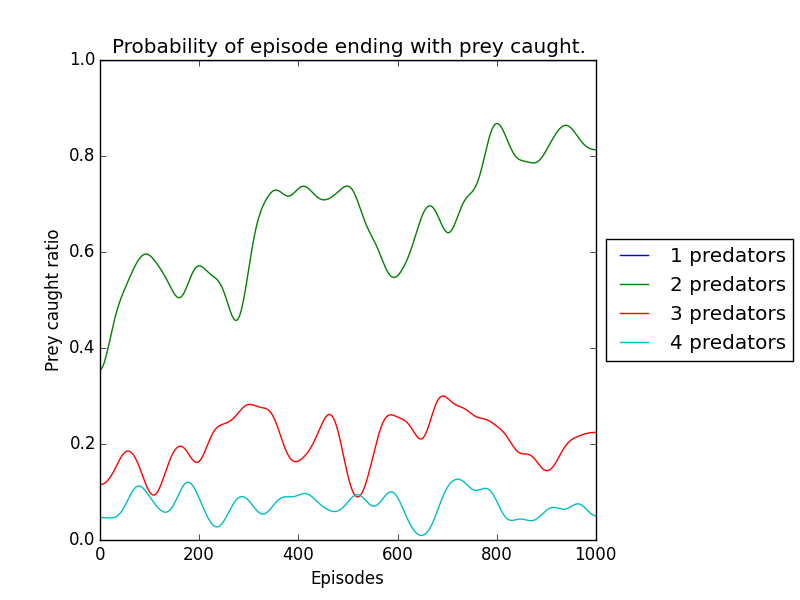 Probability of episode ending with prey caught.
1.0
0.8
0.6
0.4
0.2
0.0
Prey caught ratio
0 200 400 600 800 1000
Episodes
1 predators
2 predators
3 predators
4 predators